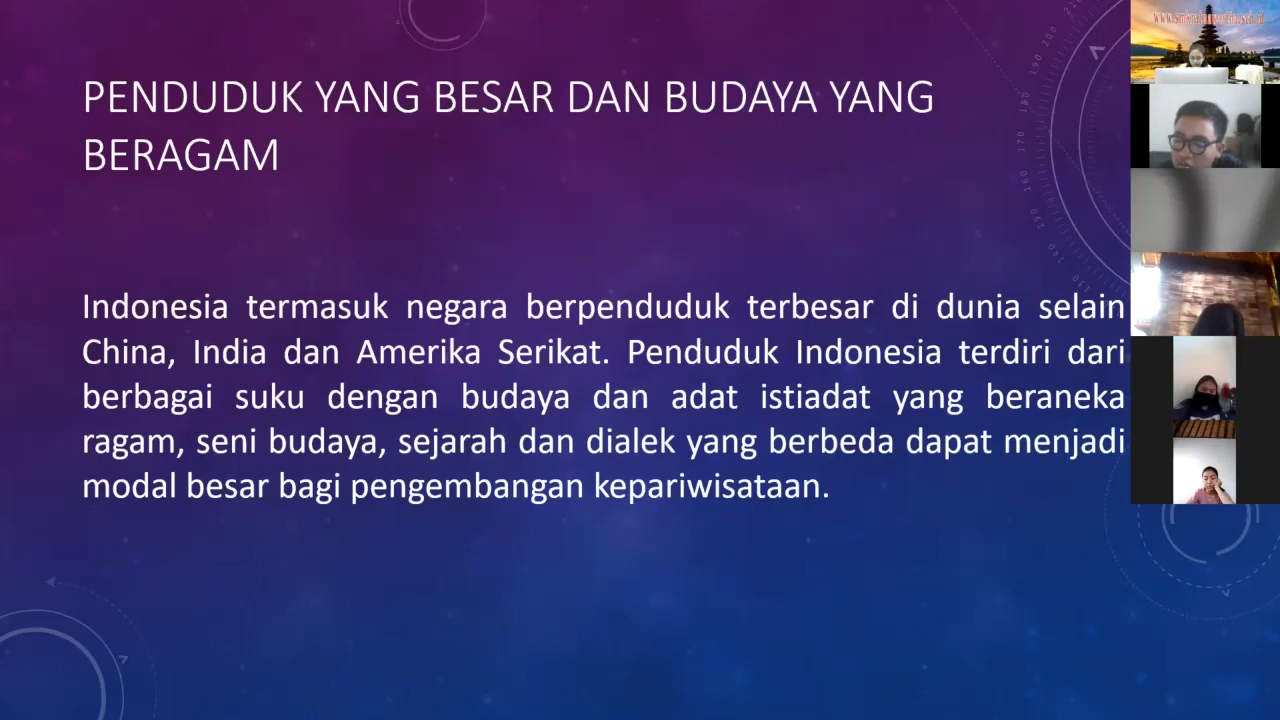 PENDUDUK YANG BESAR DAN BUDAYA YANG
BERAGAM
Indonesia termasuk negara berpenduduk terbesar di dunia selain
China, India dan Amerika Serikat. Penduduk Indonesia terdiri dari
berbagai suku dengan budaya dan adat istiadat yang beraneka
ragam, seni budaya, sejarah dan dialek yang berbeda dapat menjadi
modal besar bagi pengembangan kepariwisataan.